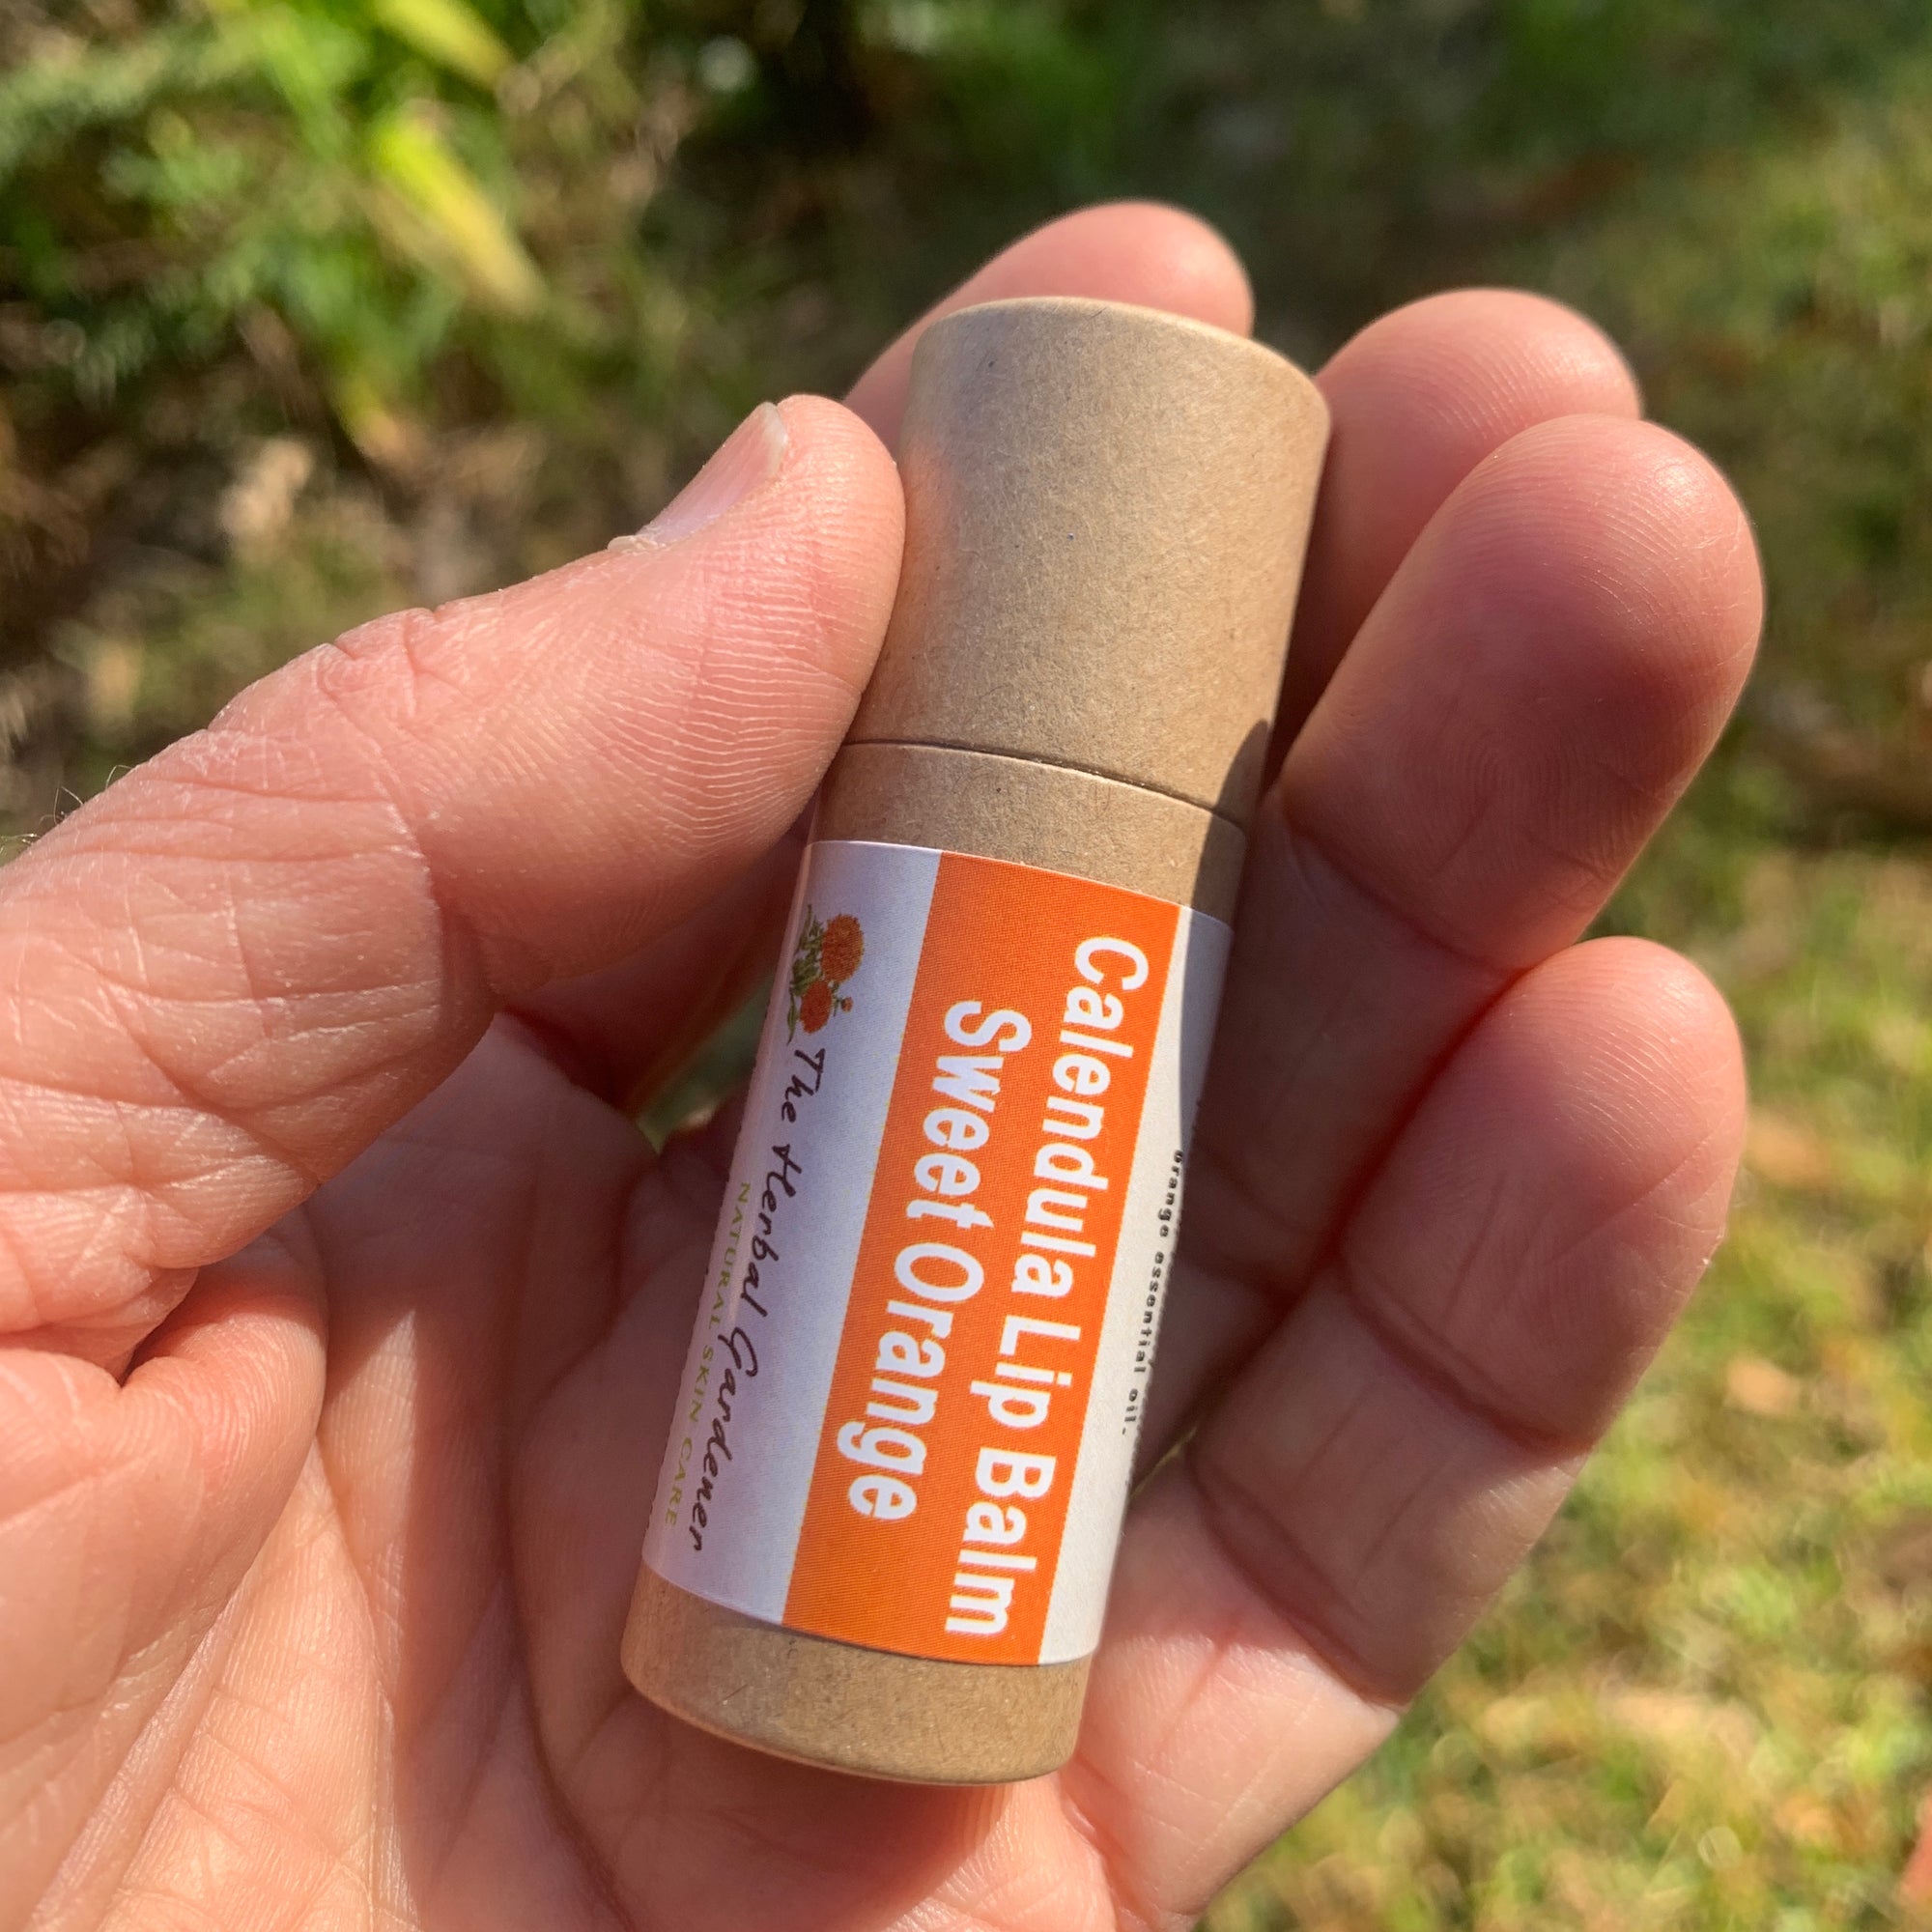 Calendula Lip Balm
Sweet Orange
The Herbal Gardener
NATURAL SKIN CARE
orange essential oil.